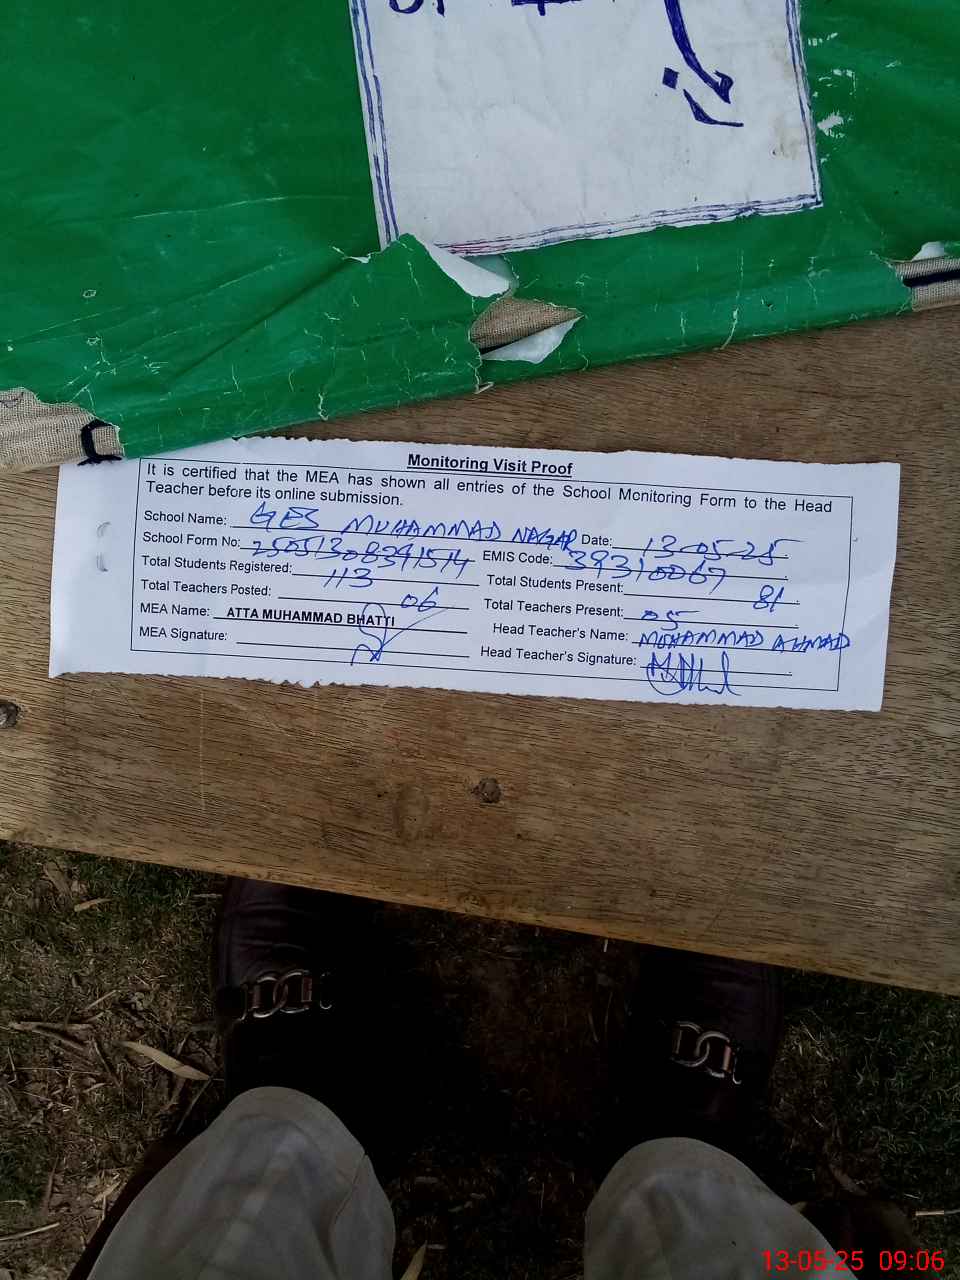 Monitoring Visit Proof
It is certified that the MEA has shown all entries of the School Monitoring Form to the Head
Teacher before its online submission.
School Name: GES MUHAMMAD NAGAR Date: 13-05-25
School Form No: 25051308391514 EMIS Code: 39310067
Total Students Registered: 113 Total Students Present: 81
Total Teachers Posted: 06 Total Teachers Present: 05
MEA Name: ATTA MUHAMMAD BHATTI Head Teacher's Name: MUHAMMAD AHMAD
MEA Signature: Head Teacher's Signature:
13-05-25 09:06